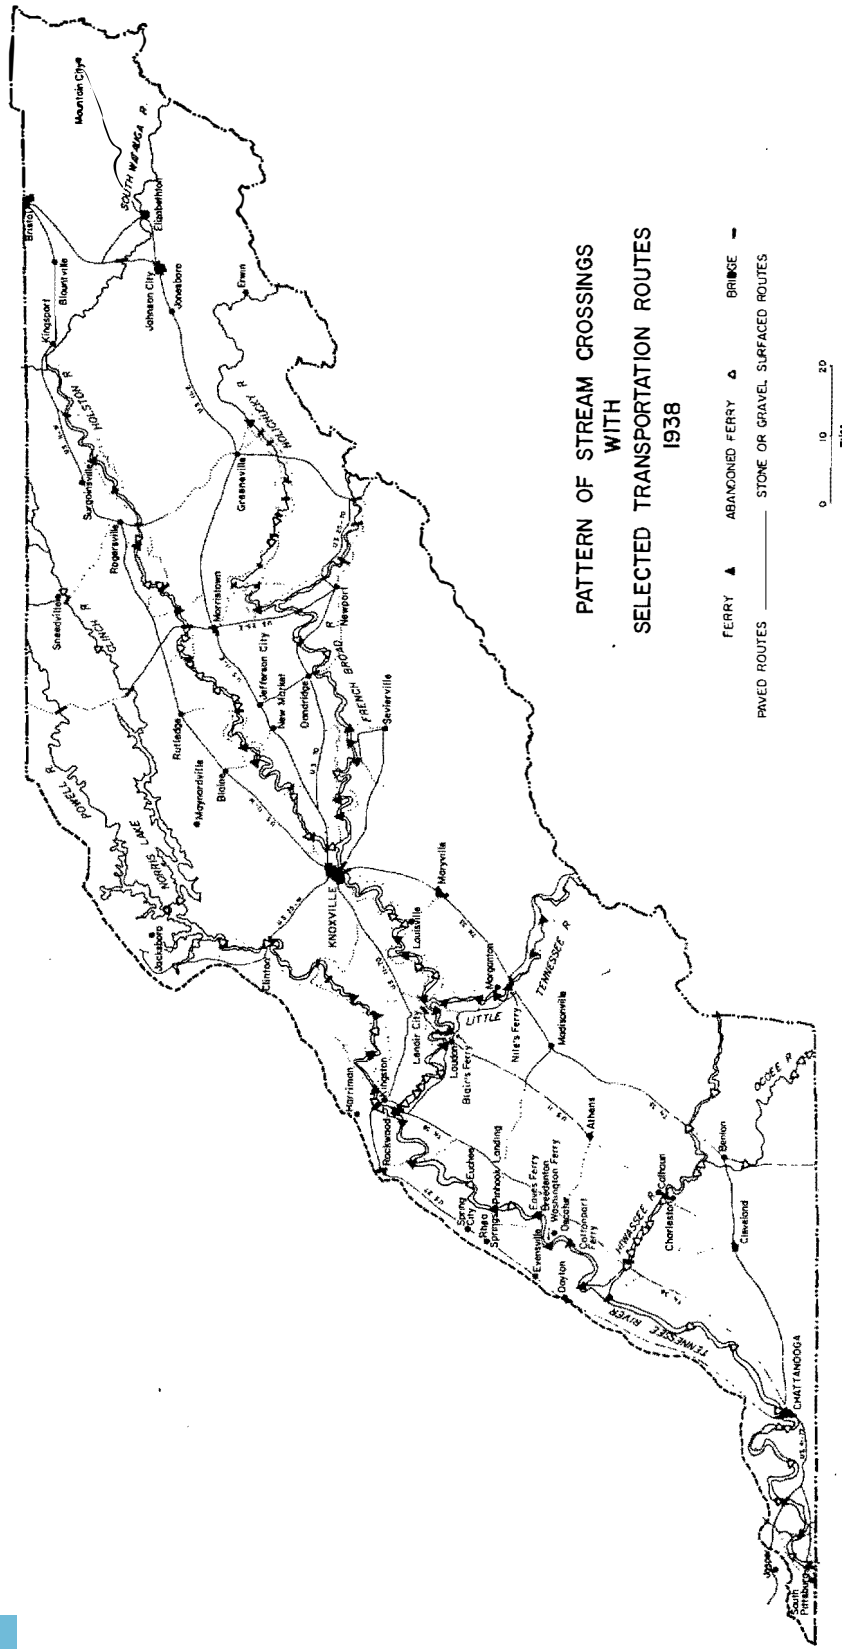 PATTERN OF STREAM CROSSINGS
WITH
SELECTED TRANSPORTATION ROUTES
1938
FERRY
ABANDONED FERRY
BRIDGE
PAVED ROUTES
STONE OR GRAVEL SURFACED ROUTES
0 10 20
Mountain City
SOUTH WATAUGA R.
Elizabethton
Bristol
Blountville
Kingsport
Johnson City
Jonesboro
Erwin
HOLSTON R
Surgoinsville
Rogersville
Greeneville
NOLICHUCKY R
Sneedville
CLINCH R
Morristown
Newport
Jefferson City
New Market
Dandridge
FRENCH BROAD R
Sevierville
Rutledge
Maynardville
Blaine
POWELL R
NORRIS LAKE
Jacksboro
Clinton
KNOXVILLE
Maryville
Louisville
Lenoir City
Loudon
Blair's Ferry
LITTLE TENNESSEE R
Morganton
Nile's Ferry
Madisonville
Harriman
Kingston
Rockwood
Euchee
Pinhook Landing
Spring City
Rhea Springs
Eaves Ferry
Breedenton
Washington Ferry
Decatur
Cottonport Ferry
Evensville
Dayton
Athens
HIWASSEE R
Calhoun
Charleston
Benton
OCOEE R
Cleveland
TENNESSEE RIVER
CHATTANOOGA
Jasper
South Pittsburg